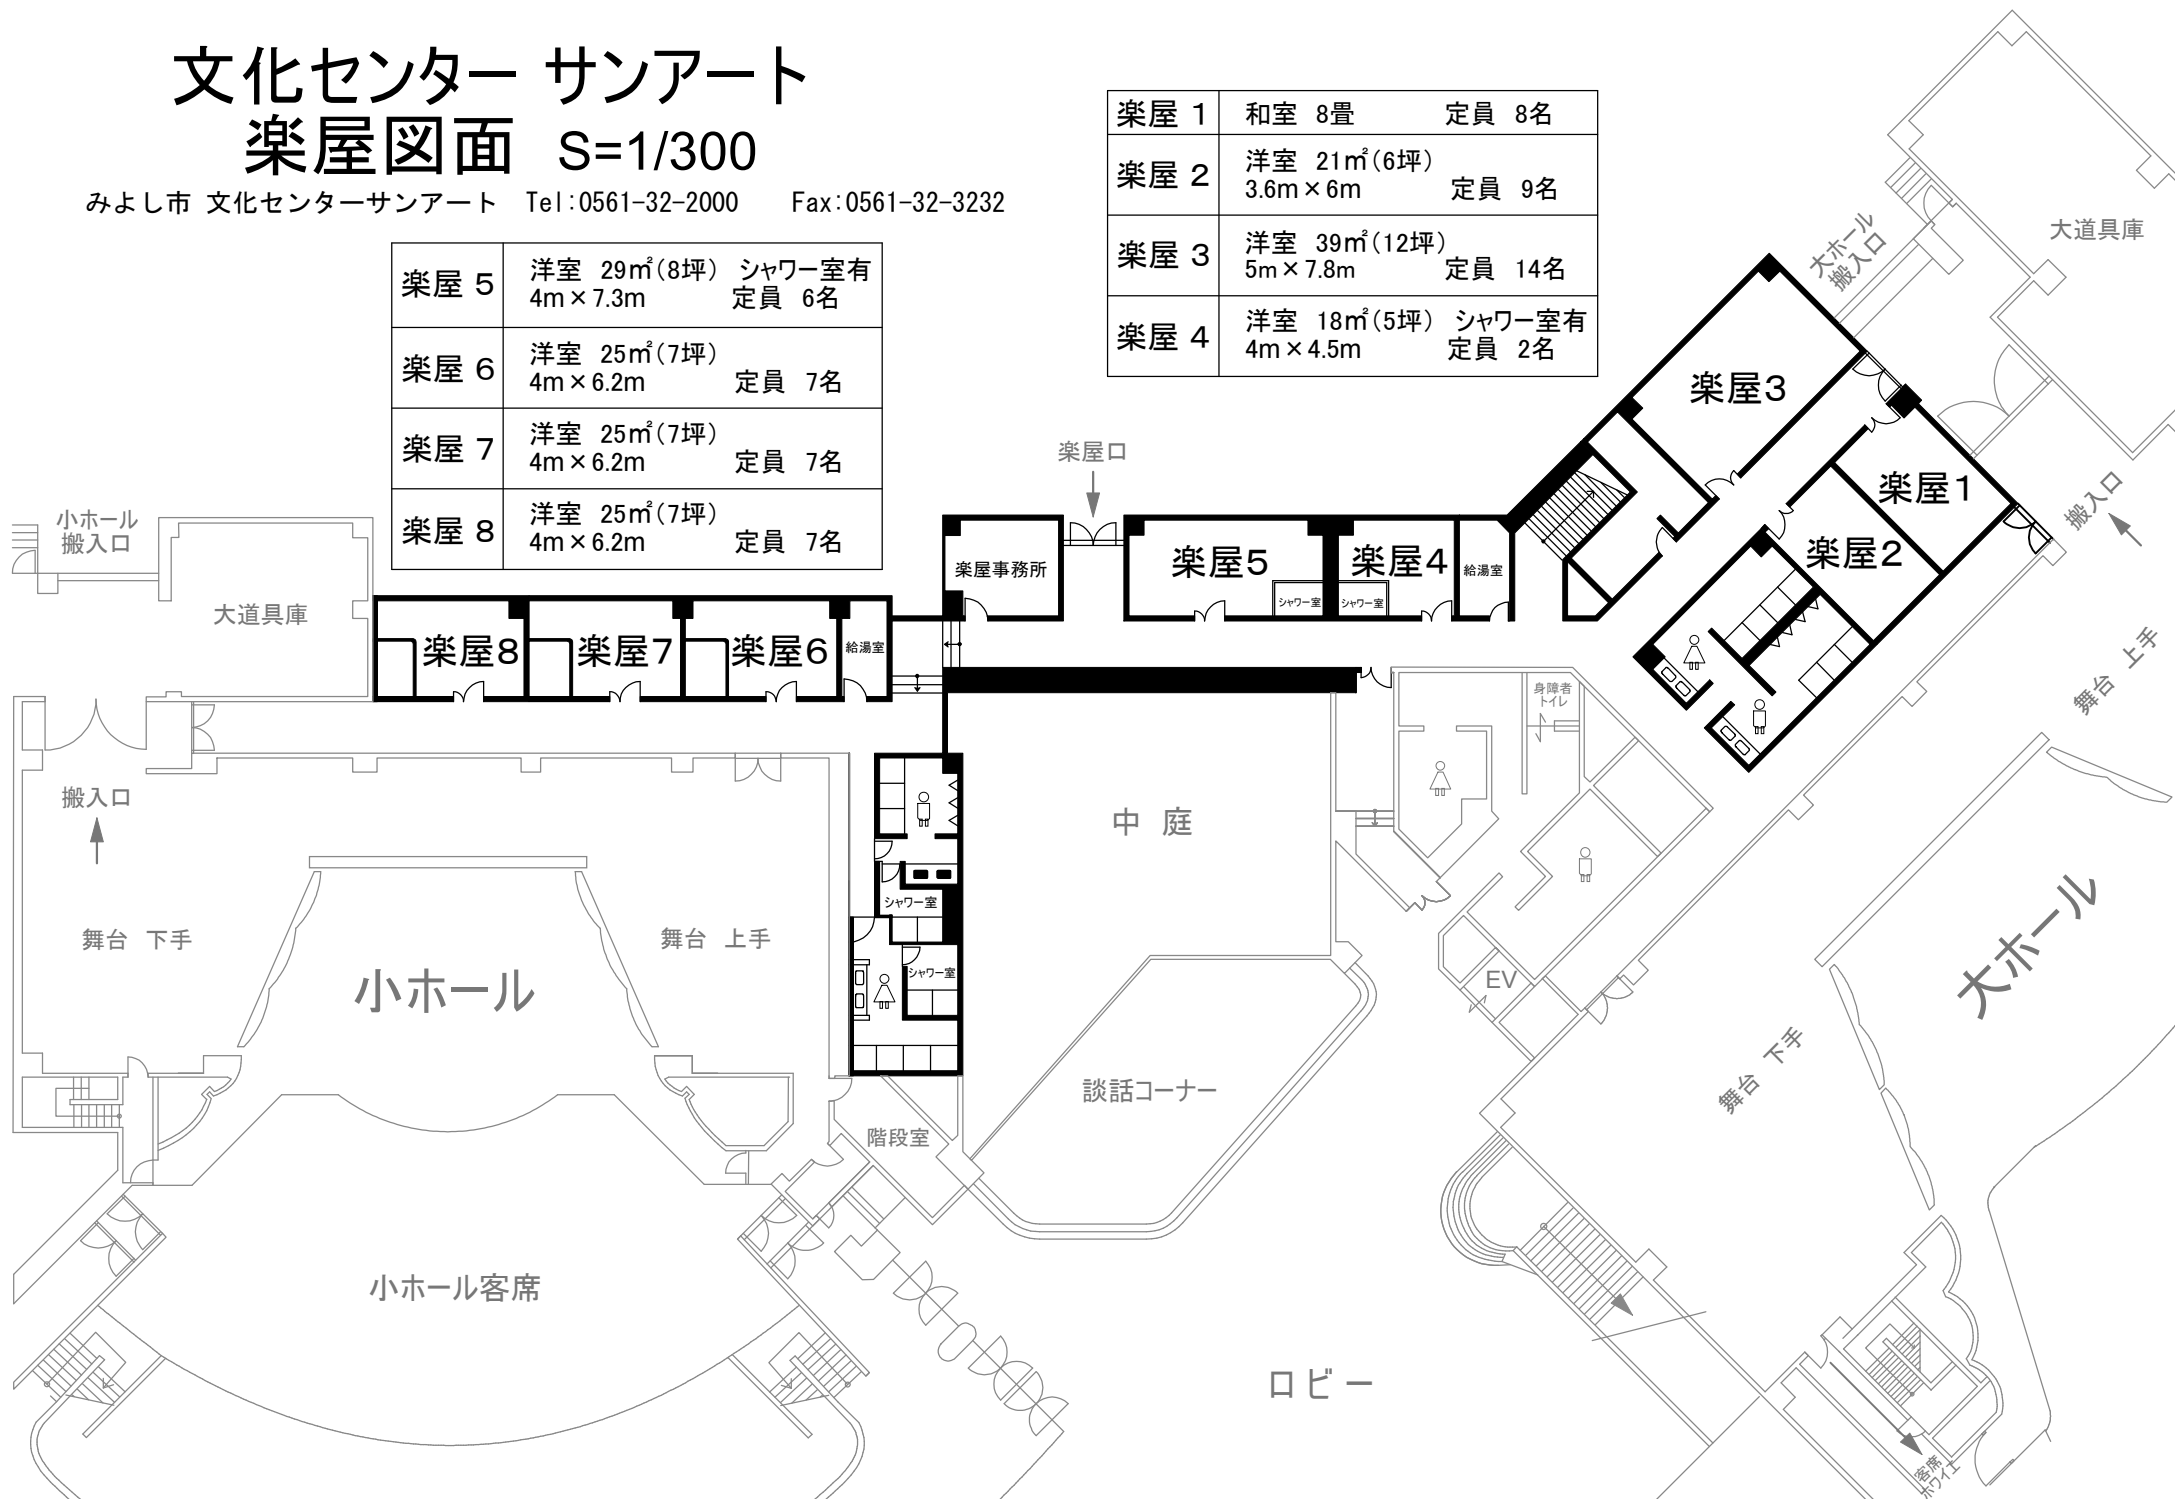 文化センター サンアート
楽屋図面 S=1/300
みよし市 文化センターサンアート Tel:0561-32-2000 Fax:0561-32-3232
楽屋 1 和室 8畳 定員 8名
楽屋 2 洋室 21㎡(6坪)
3.6m×6m 定員 9名
楽屋 3 洋室 39㎡(12坪)
5m×7.8m 定員 14名
楽屋 4 洋室 18㎡(5坪) シャワー室有
4m×4.5m 定員 2名
楽屋 5 洋室 29㎡(8坪) シャワー室有
4m×7.3m 定員 6名
楽屋 6 洋室 25㎡(7坪)
4m×6.2m 定員 7名
楽屋 7 洋室 25㎡(7坪)
4m×6.2m 定員 7名
楽屋 8 洋室 25㎡(7坪)
4m×6.2m 定員 7名
大道具庫
大ホール
搬入口
楽屋3
楽屋1
楽屋2
搬入口
舞台 上手
楽屋口
楽屋事務所
楽屋5
シャワー室
楽屋4
シャワー室
給湯室
小ホール
搬入口
大道具庫
楽屋8
楽屋7
楽屋6
給湯室
身障者
トイレ
搬入口
中 庭
シャワー室
シャワー室
舞台 下手
舞台 上手
小ホール
EV
大ホール
舞台 下手
談話コーナー
階段室
小ホール客席
ロビー
客席
ホワイエ